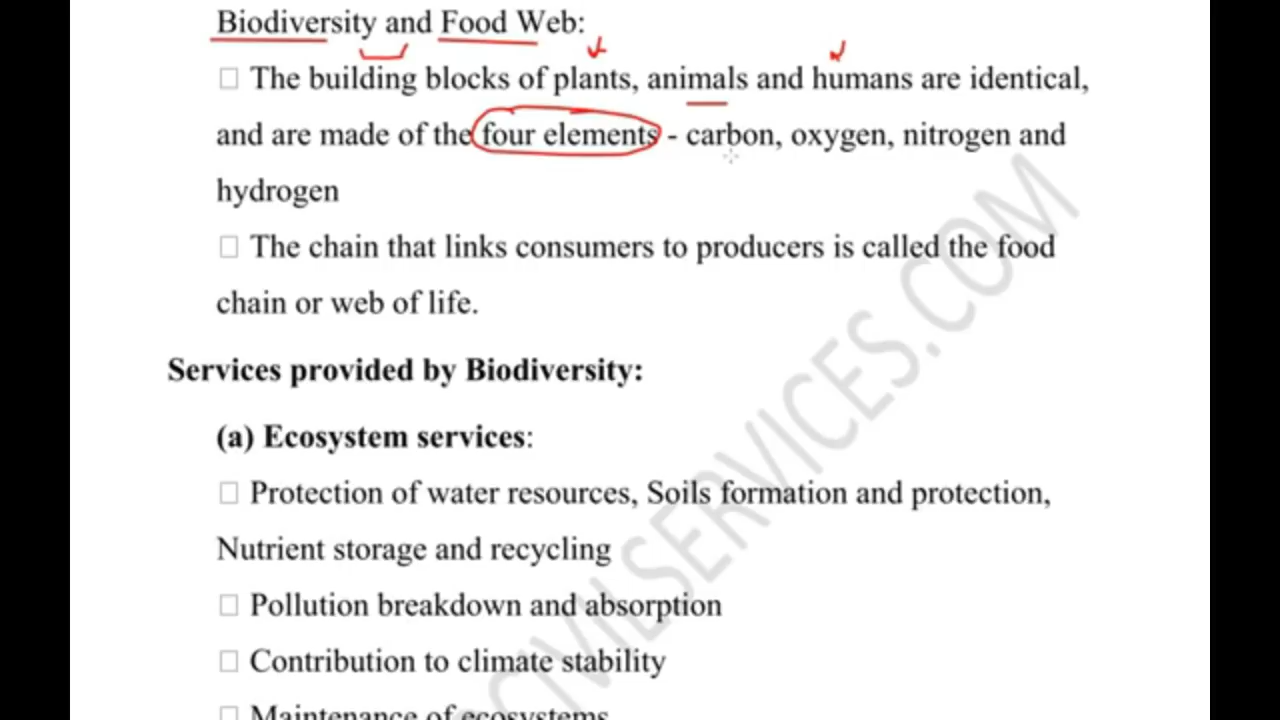 Biodiversity and Food Web:
□ The building blocks of plants, animals and humans are identical,
and are made of the four elements - carbon, oxygen, nitrogen and
hydrogen
□ The chain that links consumers to producers is called the food
chain or web of life.
Services provided by Biodiversity:
(a) Ecosystem services:
□ Protection of water resources, Soils formation and protection,
Nutrient storage and recycling
□ Pollution breakdown and absorption
□ Contribution to climate stability
□ Maintenance of ecosystems
CIVILSERVICES.COM